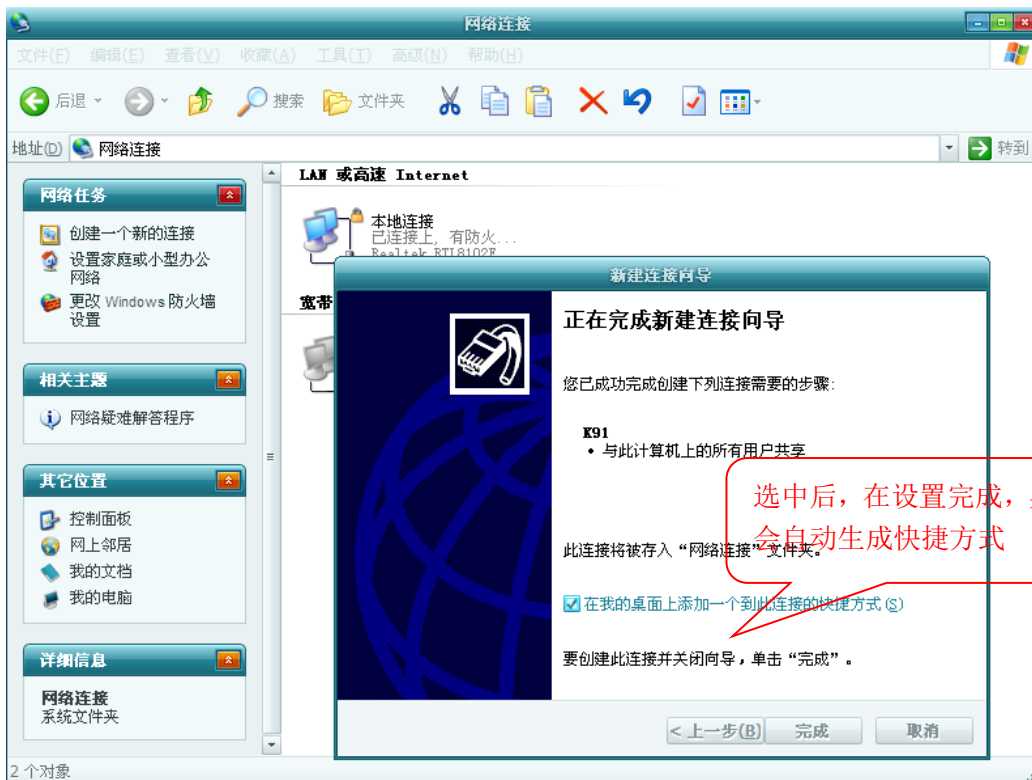 网络连接
文件(F) 编辑(E) 查看(V) 收藏(A) 工具(T) 高级(N) 帮助(H)
后退 搜索 文件夹
地址(D) 网络连接 转到
网络任务
创建一个新的连接
设置家庭或小型办公
网络
更改 Windows 防火墙
设置
相关主题
网络疑难解答程序
其它位置
控制面板
网上邻居
我的文档
我的电脑
详细信息
网络连接
系统文件夹
LAN 或高速 Internet
本地连接
已连接上, 有防火...
Realtek RTL8102E
宽带
新建连接向导
正在完成新建连接向导
您已成功完成创建下列连接需要的步骤:
K91
• 与此计算机上的所有用户共享
选中后，在设置完成，
会自动生成快捷方式
此连接将被存入“网络连接”文件夹。
在我的桌面上添加一个到此连接的快捷方式(S)
要创建此连接并关闭向导，单击“完成”。
< 上一步(B) 完成 取消
2 个对象